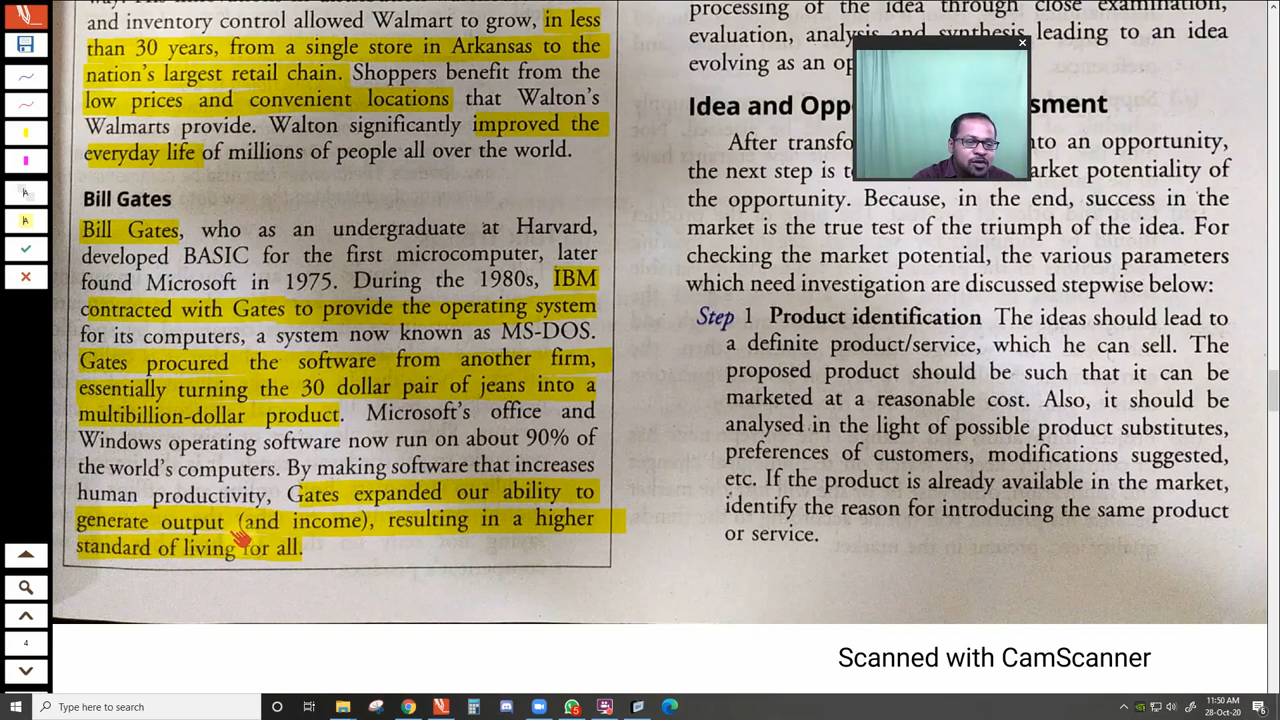 and inventory control allowed Walmart to grow, in less
than 30 years, from a single store in Arkansas to the
nation's largest retail chain. Shoppers benefit from the
low prices and convenient locations that Walton's
Walmarts provide. Walton significantly improved the
everyday life of millions of people all over the world.
Bill Gates
Bill Gates, who as an undergraduate at Harvard,
developed BASIC for the first microcomputer, later
found Microsoft in 1975. During the 1980s, IBM
contracted with Gates to provide the operating system
for its computers, a system now known as MS-DOS.
Gates procured the software from another firm,
essentially turning the 30 dollar pair of jeans into a
multibillion-dollar product. Microsoft's office and
Windows operating software now run on about 90% of
the world's computers. By making software that increases
human productivity, Gates expanded our ability to
generate output (and income), resulting in a higher
standard of living for all.
processing of the idea through close examination,
evaluation, analysis and synthesis leading to an idea
evolving as an
Idea and
After
into an opportunity,
the next step is
market potentiality of
the opportunity. Because, in the end, success in the
market is the true test of the triumph of the idea. For
checking the market potential, the various parameters
which need investigation are discussed stepwise below:
Step 1 Product identification The ideas should lead to
a definite product/service, which he can sell. The
proposed product should be such that it can be
marketed at a reasonable cost. Also, it should be
analysed in the light of possible product substitutes,
preferences of customers, modifications suggested,
etc. If the product is already available in the market,
identify the reason for introducing the same product
or service.
Scanned with CamScanner
4
Type here to search
11:50 AM
28-Oct-20